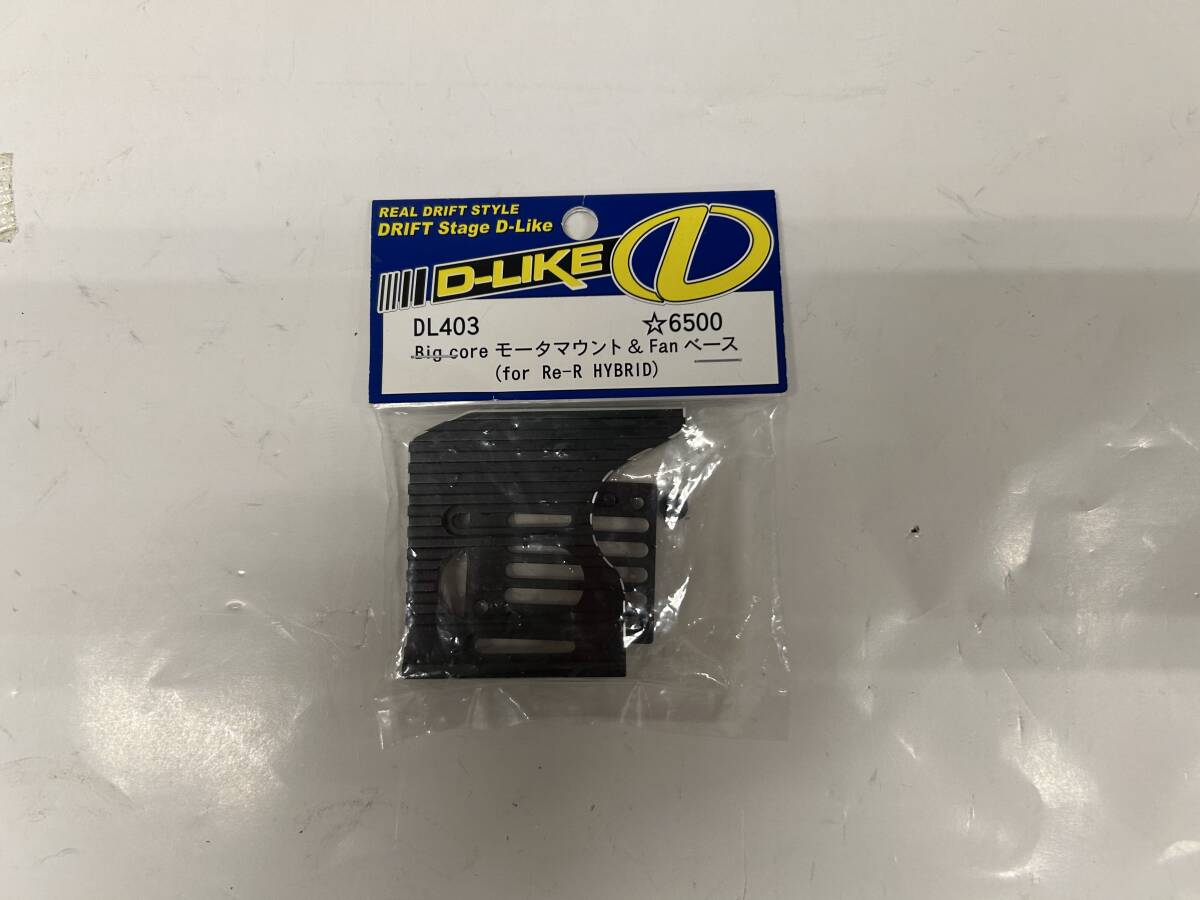 REAL DRIFT STYLE
DRIFT Stage D-Like
D-LIKE
DL403 ☆6500
Big core モータマウント&Fan ベース
(for Re-R HYBRID)